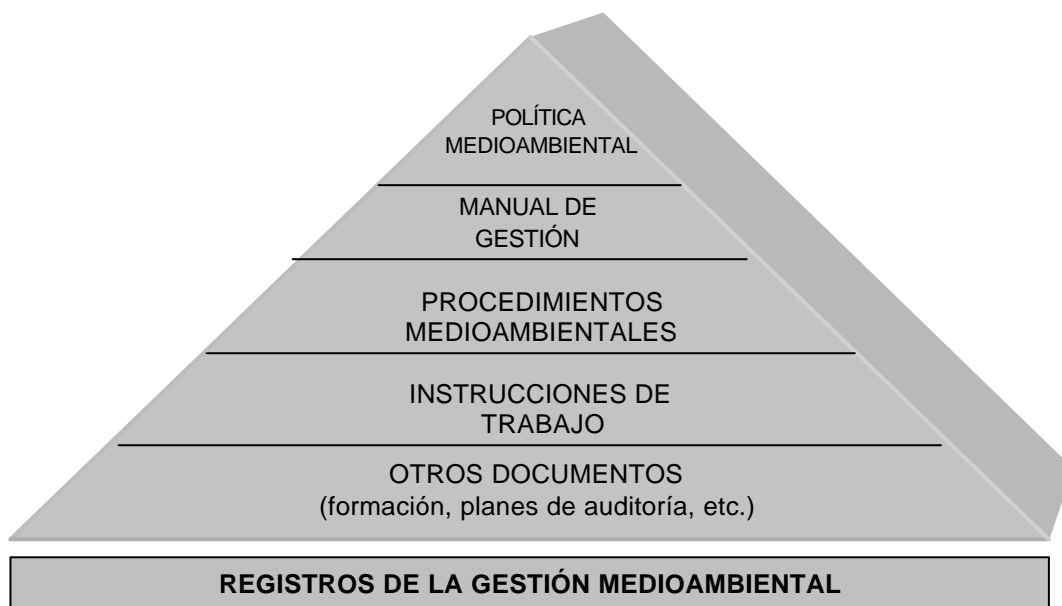 POLÍTICA
MEDIOAMBIENTAL
MANUAL DE
GESTIÓN
PROCEDIMIENTOS
MEDIOAMBIENTALES
INSTRUCCIONES DE
TRABAJO
OTROS DOCUMENTOS
(formación, planes de auditoría, etc.)
REGISTROS DE LA GESTIÓN MEDIOAMBIENTAL